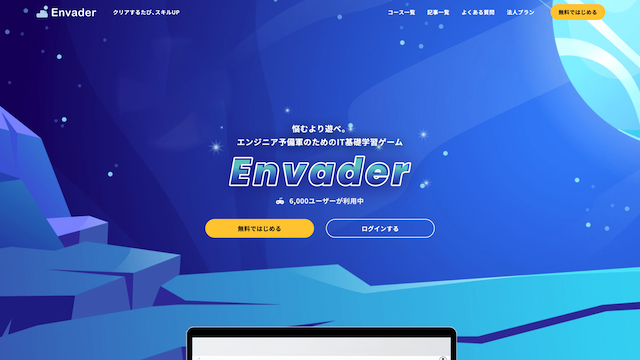 Envader
クリアするたび、スキルUP
コース一覧
記事一覧
よくある質問
法人プラン
無料ではじめる
悩むより遊べ。
エンジニア予備軍のためのIT基礎学習ゲーム
Envader
6,000ユーザーが利用中
無料ではじめる
ログインする